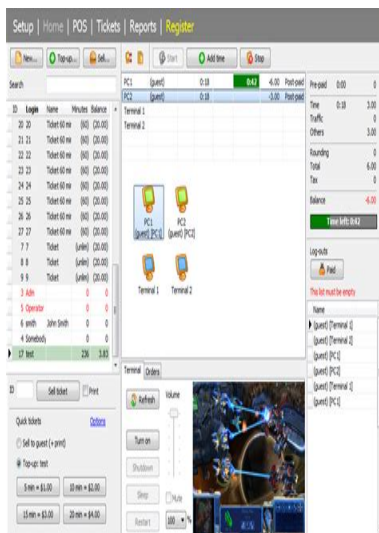 Setup | Home | POS | Tickets | Reports | Register
New... Top-up... Sell...
Search
ID Login Name Minutes Balance
20 20 Ticket 60 mi (60) (20.00)
21 21 Ticket 60 mi (60) (20.00)
22 22 Ticket 60 mi (60) (20.00)
23 23 Ticket 60 mi (60) (20.00)
24 24 Ticket 60 mi (60) (20.00)
25 25 Ticket 60 mi (60) (20.00)
26 26 Ticket 60 mi (60) (20.00)
27 27 Ticket 60 mi (60) (20.00)
7 7 Ticket (unlim) (20.00)
8 8 Ticket (unlim) (20.00)
9 9 Ticket (unlim) (20.00)
3 Adm 0 0
5 Operator 0 0
6 smith John Smith 0 0
4 Somebody 0 0
17 test 236 3.83
ID Sell ticket Print
Quick tickets Options
Sell to guest (+ print)
Top-up: test
5 min = $1.00 10 min = $2.00
15 min = $3.00 20 min = $4.00
Start Add time Stop
PC1 (guest) 0:18 0:42 -6.00 Post-paid
PC2 (guest) 0:18 -3.00 Post-paid
Terminal 1
Terminal 2
PC1 PC2
(guest) [PC1] (guest) [PC2]
Terminal 1 Terminal 2
Terminal Orders
Refresh Volume
Turn on
Shutdown
Sleep Mute
Restart 100 %
Pre-paid 0:00 0
Time 0:18 3.00
Traffic 0
Others 3.00
Rounding 0
Total 6.00
Tax 0
Balance -6.00
Time left: 0:42
Log-outs
Paid
This list must be empty
Name
(guest) [Terminal 1]
(guest) [Terminal 2]
(guest) [PC1]
(guest) [PC2]
(guest) [Terminal 1]
(guest) [PC1]
(guest) [PC2]